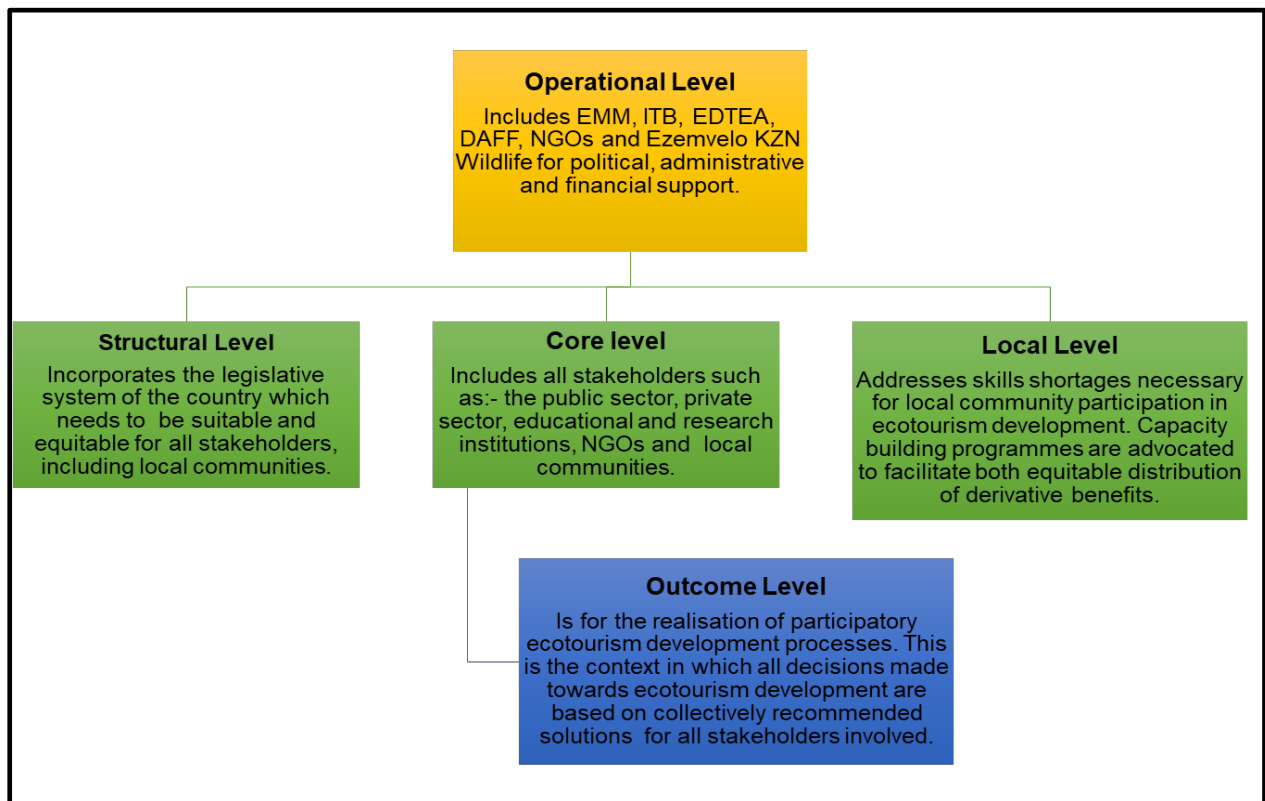 Operational Level
Includes EMM, ITB, EDTEA,
DAFF, NGOs and Ezemvelo KZN
Wildlife for political, administrative
and financial support.
Structural Level
Incorporates the legislative
system of the country which
needs to be suitable and
equitable for all stakeholders,
including local communities.
Core level
Includes all stakeholders such
as:- the public sector, private
sector, educational and research
institutions, NGOs and local
communities.
Local Level
Addresses skills shortages necessary
for local community participation in
ecotourism development. Capacity
building programmes are advocated
to facilitate both equitable distribution
of derivative benefits.
Outcome Level
Is for the realisation of participatory
ecotourism development processes. This
is the context in which all decisions made
towards ecotourism development are
based on collectively recommended
solutions for all stakeholders involved.